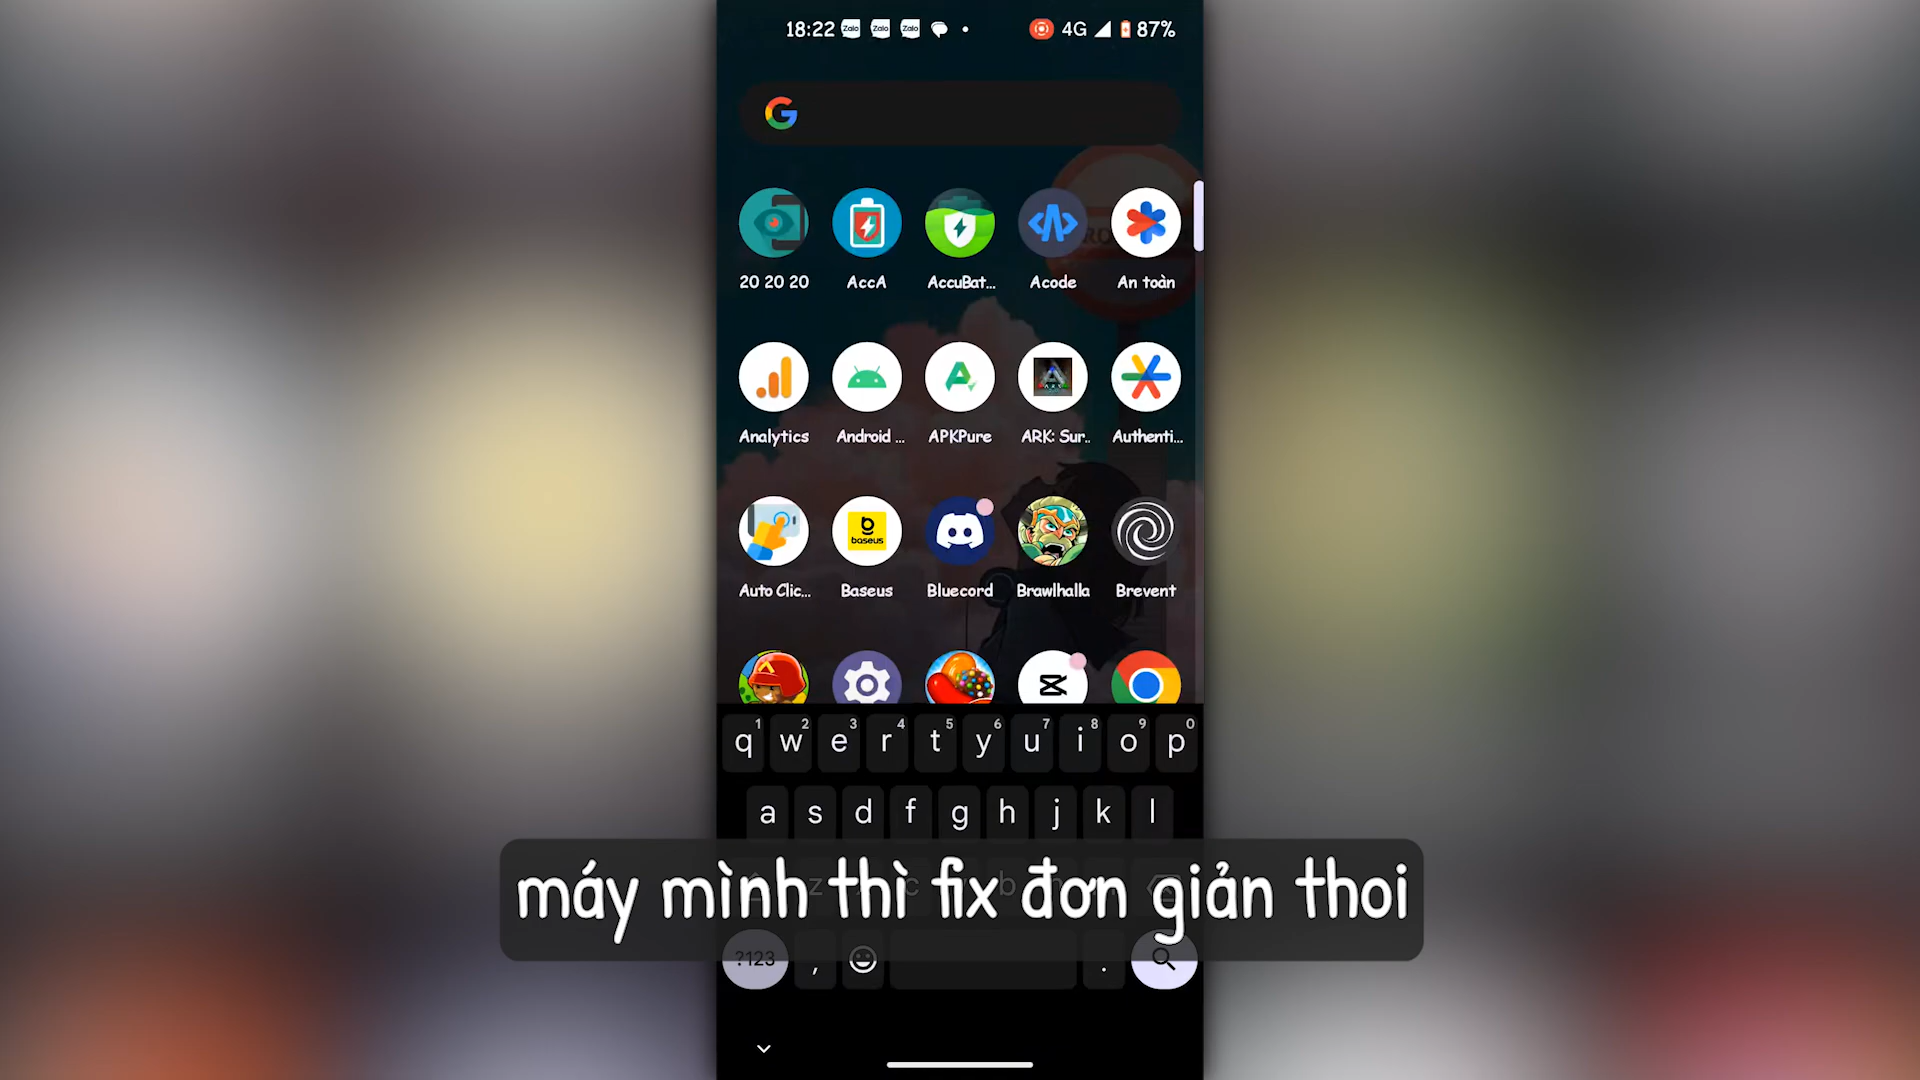 18:22 Zalo Zalo Zalo 4G 87%
20 20 20 AccA AccuBat... Acode An toàn
Analytics Android ... APKPure ARK: Sur.. Authenti...
baseus
Auto Clic... Baseus Bluecord Brawlhalla Brevent
1 2 3 4 5 6 7 8 9 0
q w e r t y u i o p
a s d f g h j k l
máy mình thì fix đơn giản thoi
?123 , .